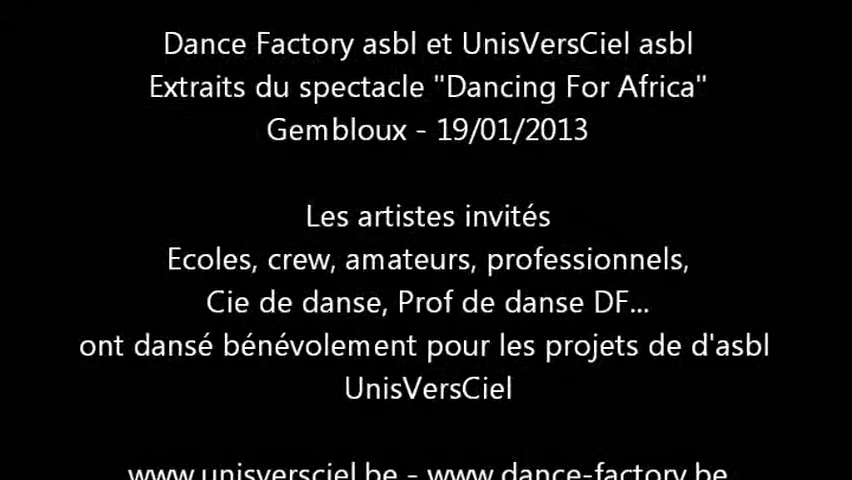 Dance Factory asbl et UnisVersCiel asbl
Extraits du spectacle "Dancing For Africa"
Gembloux - 19/01/2013
Les artistes invités
Ecoles, crew, amateurs, professionnels,
Cie de danse, Prof de danse DF...
ont dansé bénévolement pour les projets de d'asbl
UnisVersCiel
www.unisversciel.be - www.dance-factory.be